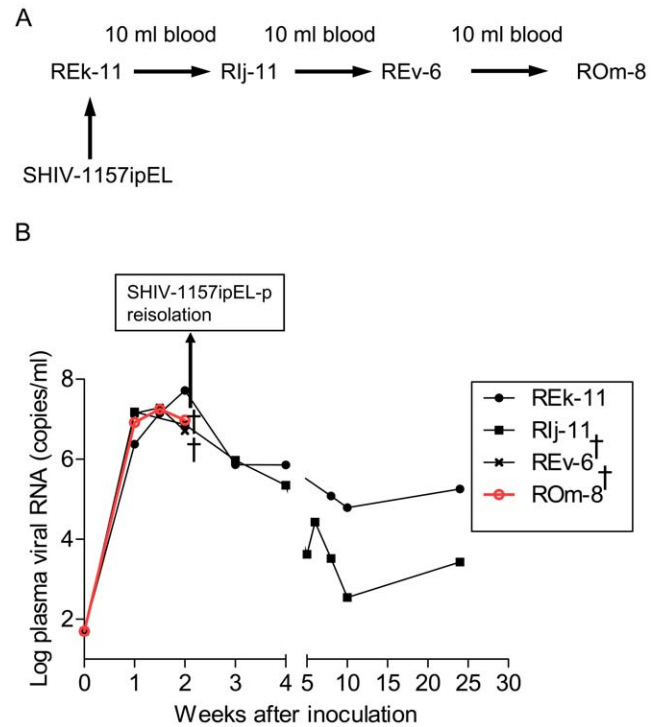 A
10 ml blood 10 ml blood 10 ml blood
REk-11 RIj-11 REv-6 ROm-8
SHIV-1157ipEL
B
SHIV-1157ipEL-p
reisolation
Log plasma viral RNA (copies/ml)
8
6
4
2
†
†
REk-11
RIj-11
REv-6†
ROm-8†
0 1 2 3 4 5 10 15 20 25 30
Weeks after inoculation